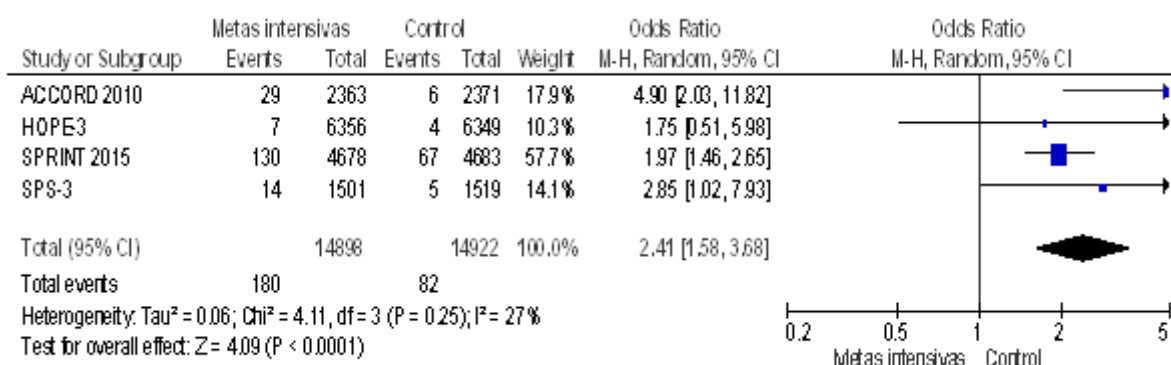 Metas intensivas Control Odds Ratio Odds Ratio
Study or Subgroup Events Total Events Total Weight M-H, Random, 95% CI M-H, Random, 95% CI
ACCORD 2010 29 2363 6 2371 17.9% 4.90 [2.03, 11.82]
HOPE-3 7 6356 4 6349 10.3% 1.75 [0.51, 5.98]
SPRINT 2015 130 4678 67 4683 57.7% 1.97 [1.46, 2.65]
SPS-3 14 1501 5 1519 14.1% 2.85 [1.02, 7.93]
Total (95% CI) 14898 14922 100.0% 2.41 [1.58, 3.68]
Total events 180 82
Heterogeneity: Tau² = 0.06; Chi² = 4.11, df = 3 (P = 0.25); I² = 27%
Test for overall effect: Z = 4.09 (P < 0.0001)
0.2 0.5 1 2 5
Metas intensivas Control